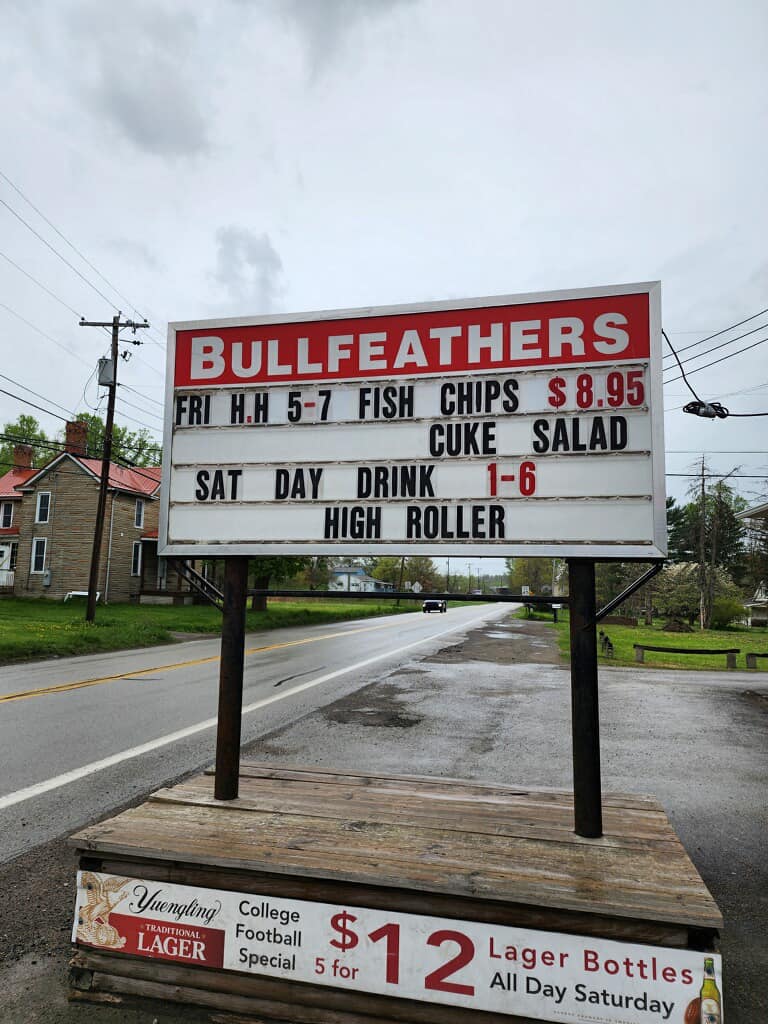 BULLFEATHERS
FRI H.H 5-7 FISH CHIPS $8.95
CUKE SALAD
SAT DAY DRINK 1-6
HIGH ROLLER
Yuengling
TRADITIONAL
LAGER
College
Football
Special
5 for
$12
Lager Bottles
All Day Saturday